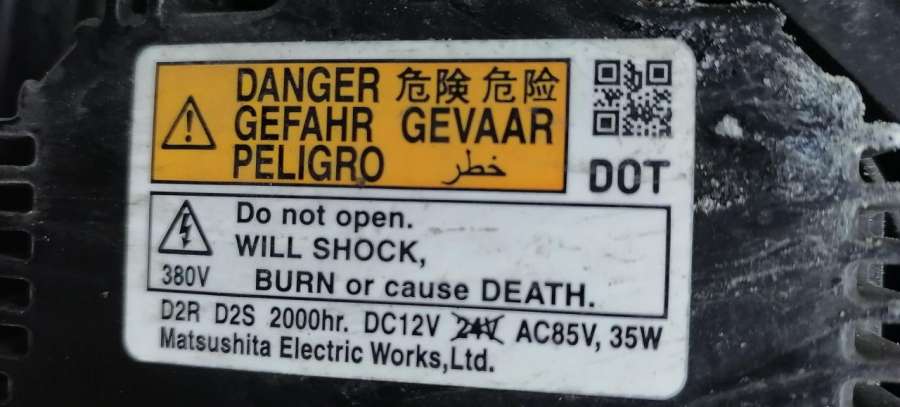 DANGER 危険 危险
GEFAHR GEVAAR
PELIGRO خطر
DOT
Do not open.
WILL SHOCK,
BURN or cause DEATH.
380V
D2R D2S 2000hr. DC12V 24V AC85V, 35W
Matsushita Electric Works,Ltd.